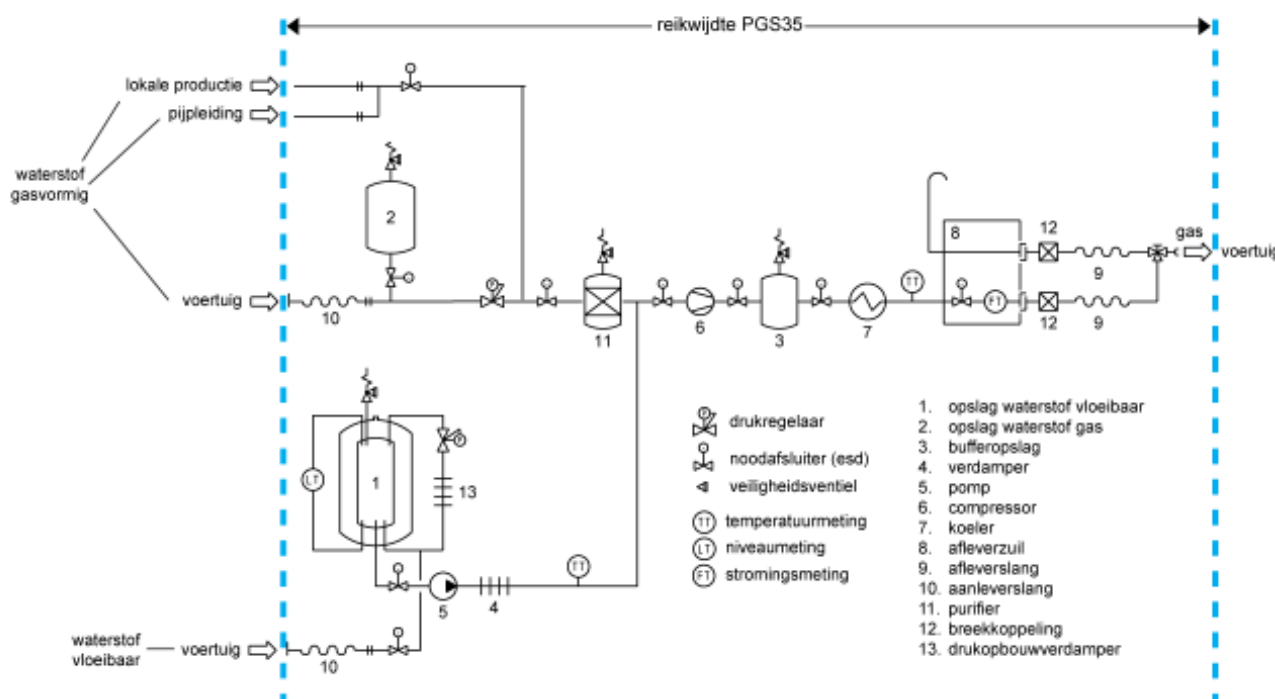 reikwijdte PGS35
lokale productie
pijpleiding
waterstof
gasvormig
voertuig
2
10
P
11
6
3
7
TT
8
FT
12
9
12
9
gas
voertuig
LT
1
P
13
5
4
TT
waterstof
vloeibaar
voertuig
10
P drukregelaar
noodafsluiter (esd)
veiligheidsventiel
TT temperatuurmeting
LT niveaumeting
FT stromingsmeting
1. opslag waterstof vloeibaar
2. opslag waterstof gas
3. bufferopslag
4. verdamper
5. pomp
6. compressor
7. koeler
8. afleverzuil
9. afleverslang
10. aanleverslang
11. purifier
12. breekkoppeling
13. drukopbouwverdamper